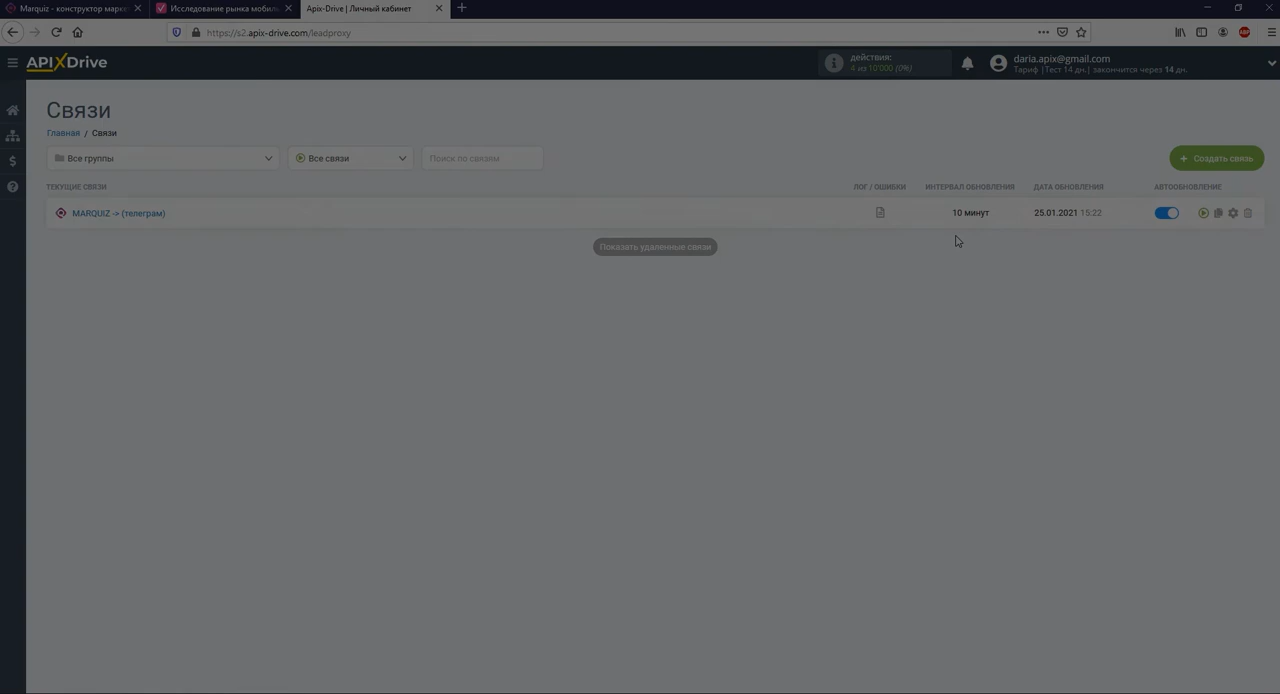 Marquiz - конструктор марке
Исследование рынка мобиль
Apix-Drive | Личный кабинет
https://s2.apix-drive.com/leadproxy
APIXDrive
действия:
4 из 10'000 (0%)
daria.apix@gmail.com
Тариф |Тест 14 дн.| закончится через 14 дн.
Связи
Главная / Связи
Все группы
Все связи
Поиск по связям
+ Создать связь
ТЕКУЩИЕ СВЯЗИ
ЛОГ / ОШИБКИ
ИНТЕРВАЛ ОБНОВЛЕНИЯ
ДАТА ОБНОВЛЕНИЯ
АВТООБНОВЛЕНИЕ
MARQUIZ -> (телеграм)
10 минут
25.01.2021 15:22
Показать удаленные связи